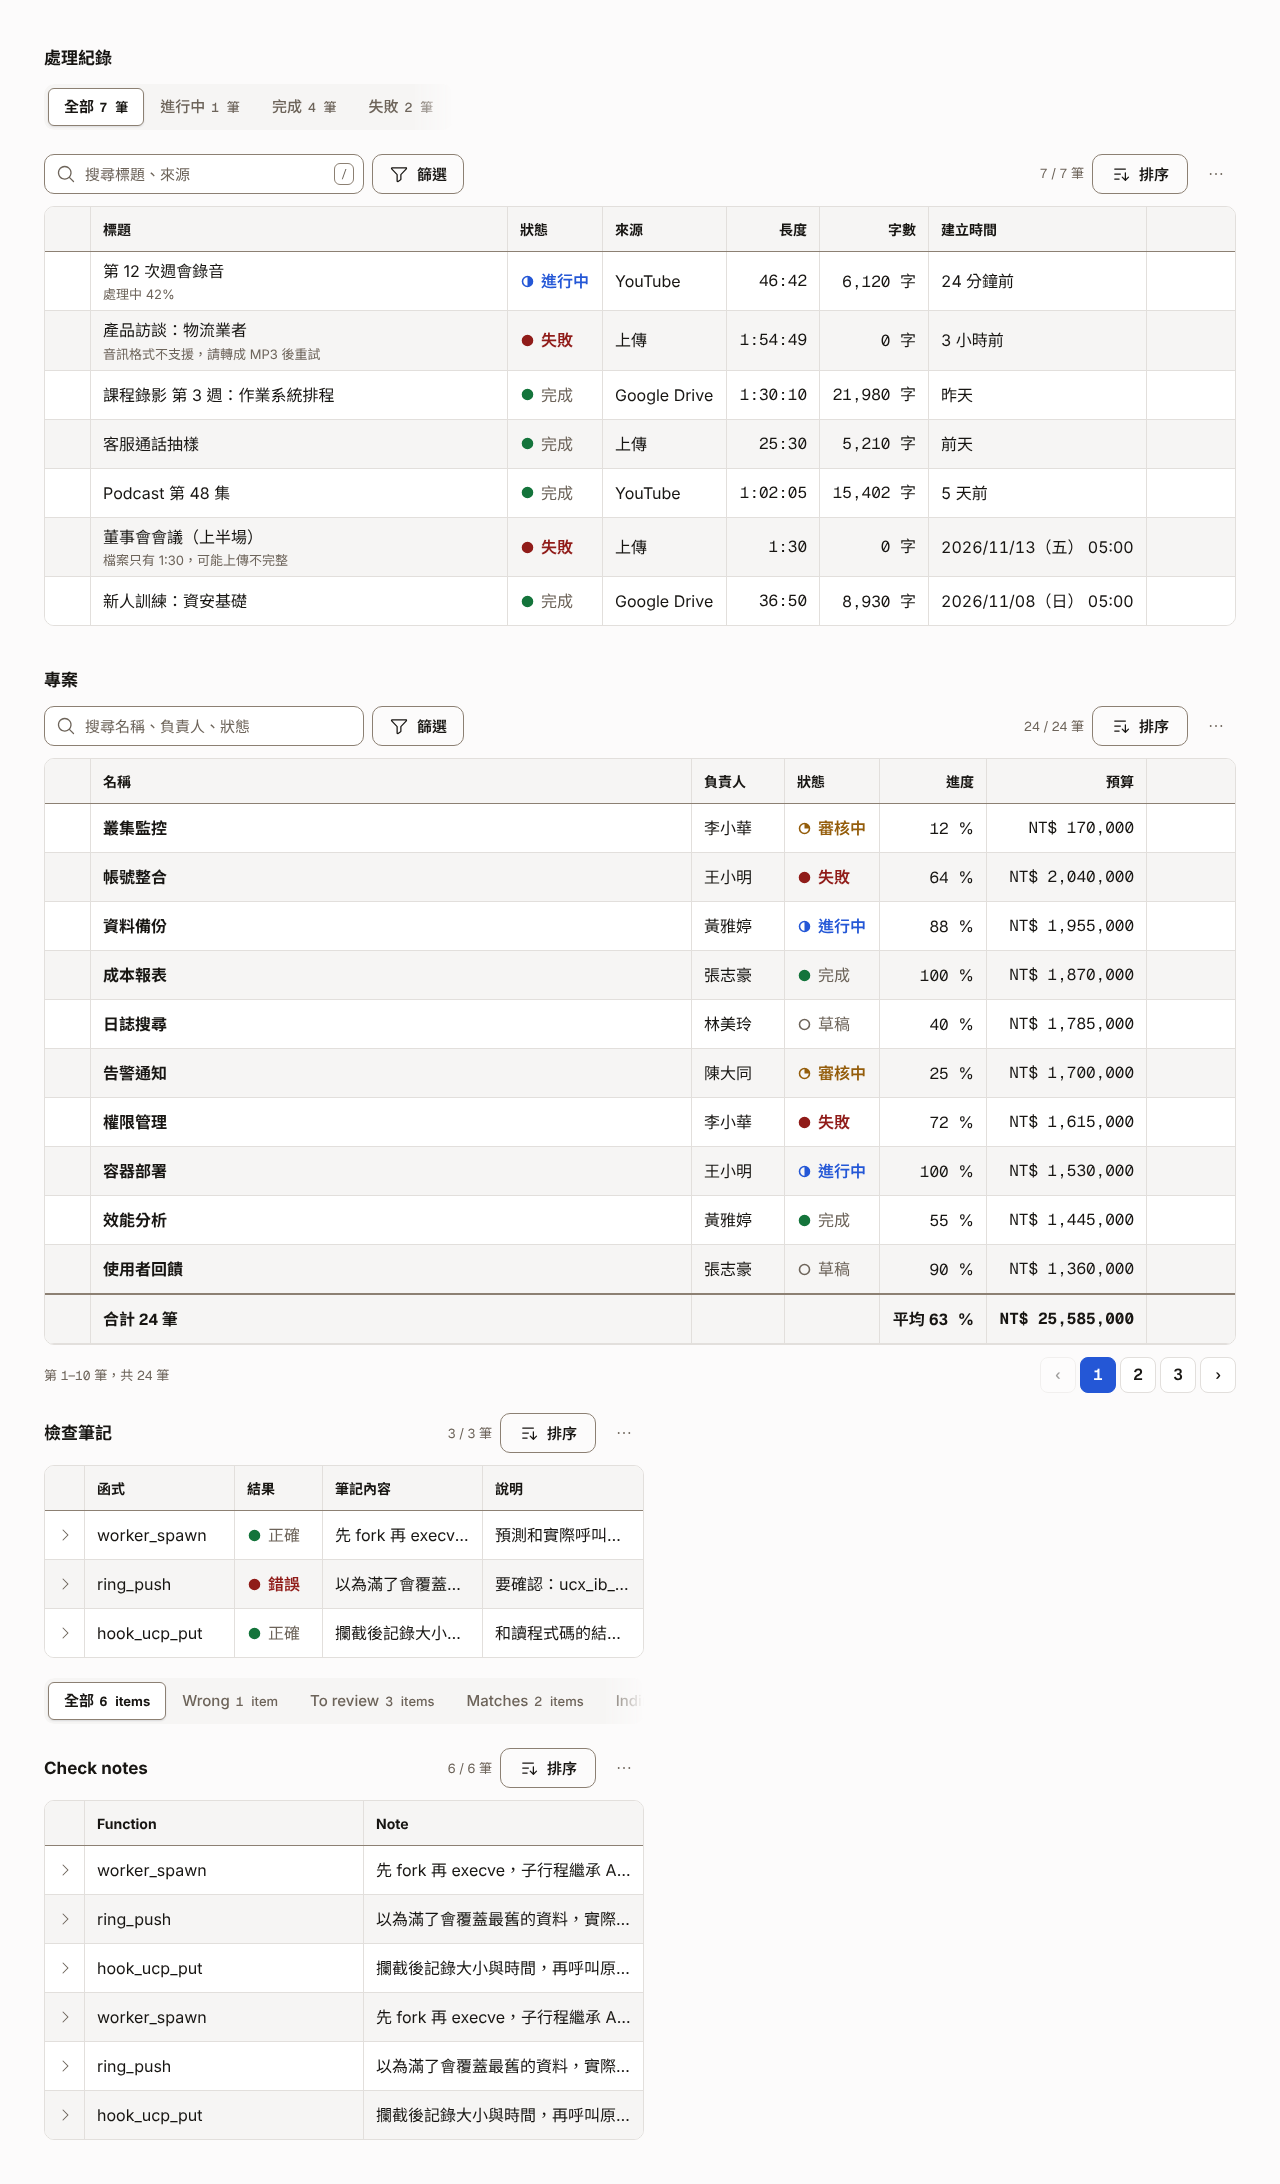 處理紀錄
全部 7 筆 進行中 1 筆 完成 4 筆 失敗 2 筆
搜尋標題、來源 / 篩選 7 / 7 筆 排序 ···
標題 狀態 來源 長度 字數 建立時間
第 12 次週會錄音 進行中 YouTube 46:42 6,120 字 24 分鐘前
處理中 42%
產品訪談：物流業者 失敗 上傳 1:54:49 0 字 3 小時前
音訊格式不支援，請轉成 MP3 後重試
課程錄影 第 3 週：作業系統排程 完成 Google Drive 1:30:10 21,980 字 昨天
客服通話抽樣 完成 上傳 25:30 5,210 字 前天
Podcast 第 48 集 完成 YouTube 1:02:05 15,402 字 5 天前
董事會會議（上半場） 失敗 上傳 1:30 0 字 2026/11/13（五） 05:00
檔案只有 1:30，可能上傳不完整
新人訓練：資安基礎 完成 Google Drive 36:50 8,930 字 2026/11/08（日） 05:00
專案
搜尋名稱、負責人、狀態 篩選 24 / 24 筆 排序 ···
名稱 負責人 狀態 進度 預算
叢集監控 李小華 審核中 12 % NT$ 170,000
帳號整合 王小明 失敗 64 % NT$ 2,040,000
資料備份 黃雅婷 進行中 88 % NT$ 1,955,000
成本報表 張志豪 完成 100 % NT$ 1,870,000
日誌搜尋 林美玲 草稿 40 % NT$ 1,785,000
告警通知 陳大同 審核中 25 % NT$ 1,700,000
權限管理 李小華 失敗 72 % NT$ 1,615,000
容器部署 王小明 進行中 100 % NT$ 1,530,000
效能分析 黃雅婷 完成 55 % NT$ 1,445,000
使用者回饋 張志豪 草稿 90 % NT$ 1,360,000
合計 24 筆 平均 63 % NT$ 25,585,000
第 1–10 筆，共 24 筆 ‹ 1 2 3 ›
檢查筆記 3 / 3 筆 排序 ···
函式 結果 筆記內容 說明
worker_spawn 正確 先 fork 再 execv… 預測和實際呼叫…
ring_push 錯誤 以為滿了會覆蓋… 要確認：ucx_ib_…
hook_ucp_put 正確 攔截後記錄大小… 和讀程式碼的結…
全部 6 items Wrong 1 item To review 3 items Matches 2 items Indi
Check notes 6 / 6 筆 排序 ···
Function Note
worker_spawn 先 fork 再 execve，子行程繼承 A…
ring_push 以為滿了會覆蓋最舊的資料，實際…
hook_ucp_put 攔截後記錄大小與時間，再呼叫原…
worker_spawn 先 fork 再 execve，子行程繼承 A…
ring_push 以為滿了會覆蓋最舊的資料，實際…
hook_ucp_put 攔截後記錄大小與時間，再呼叫原…